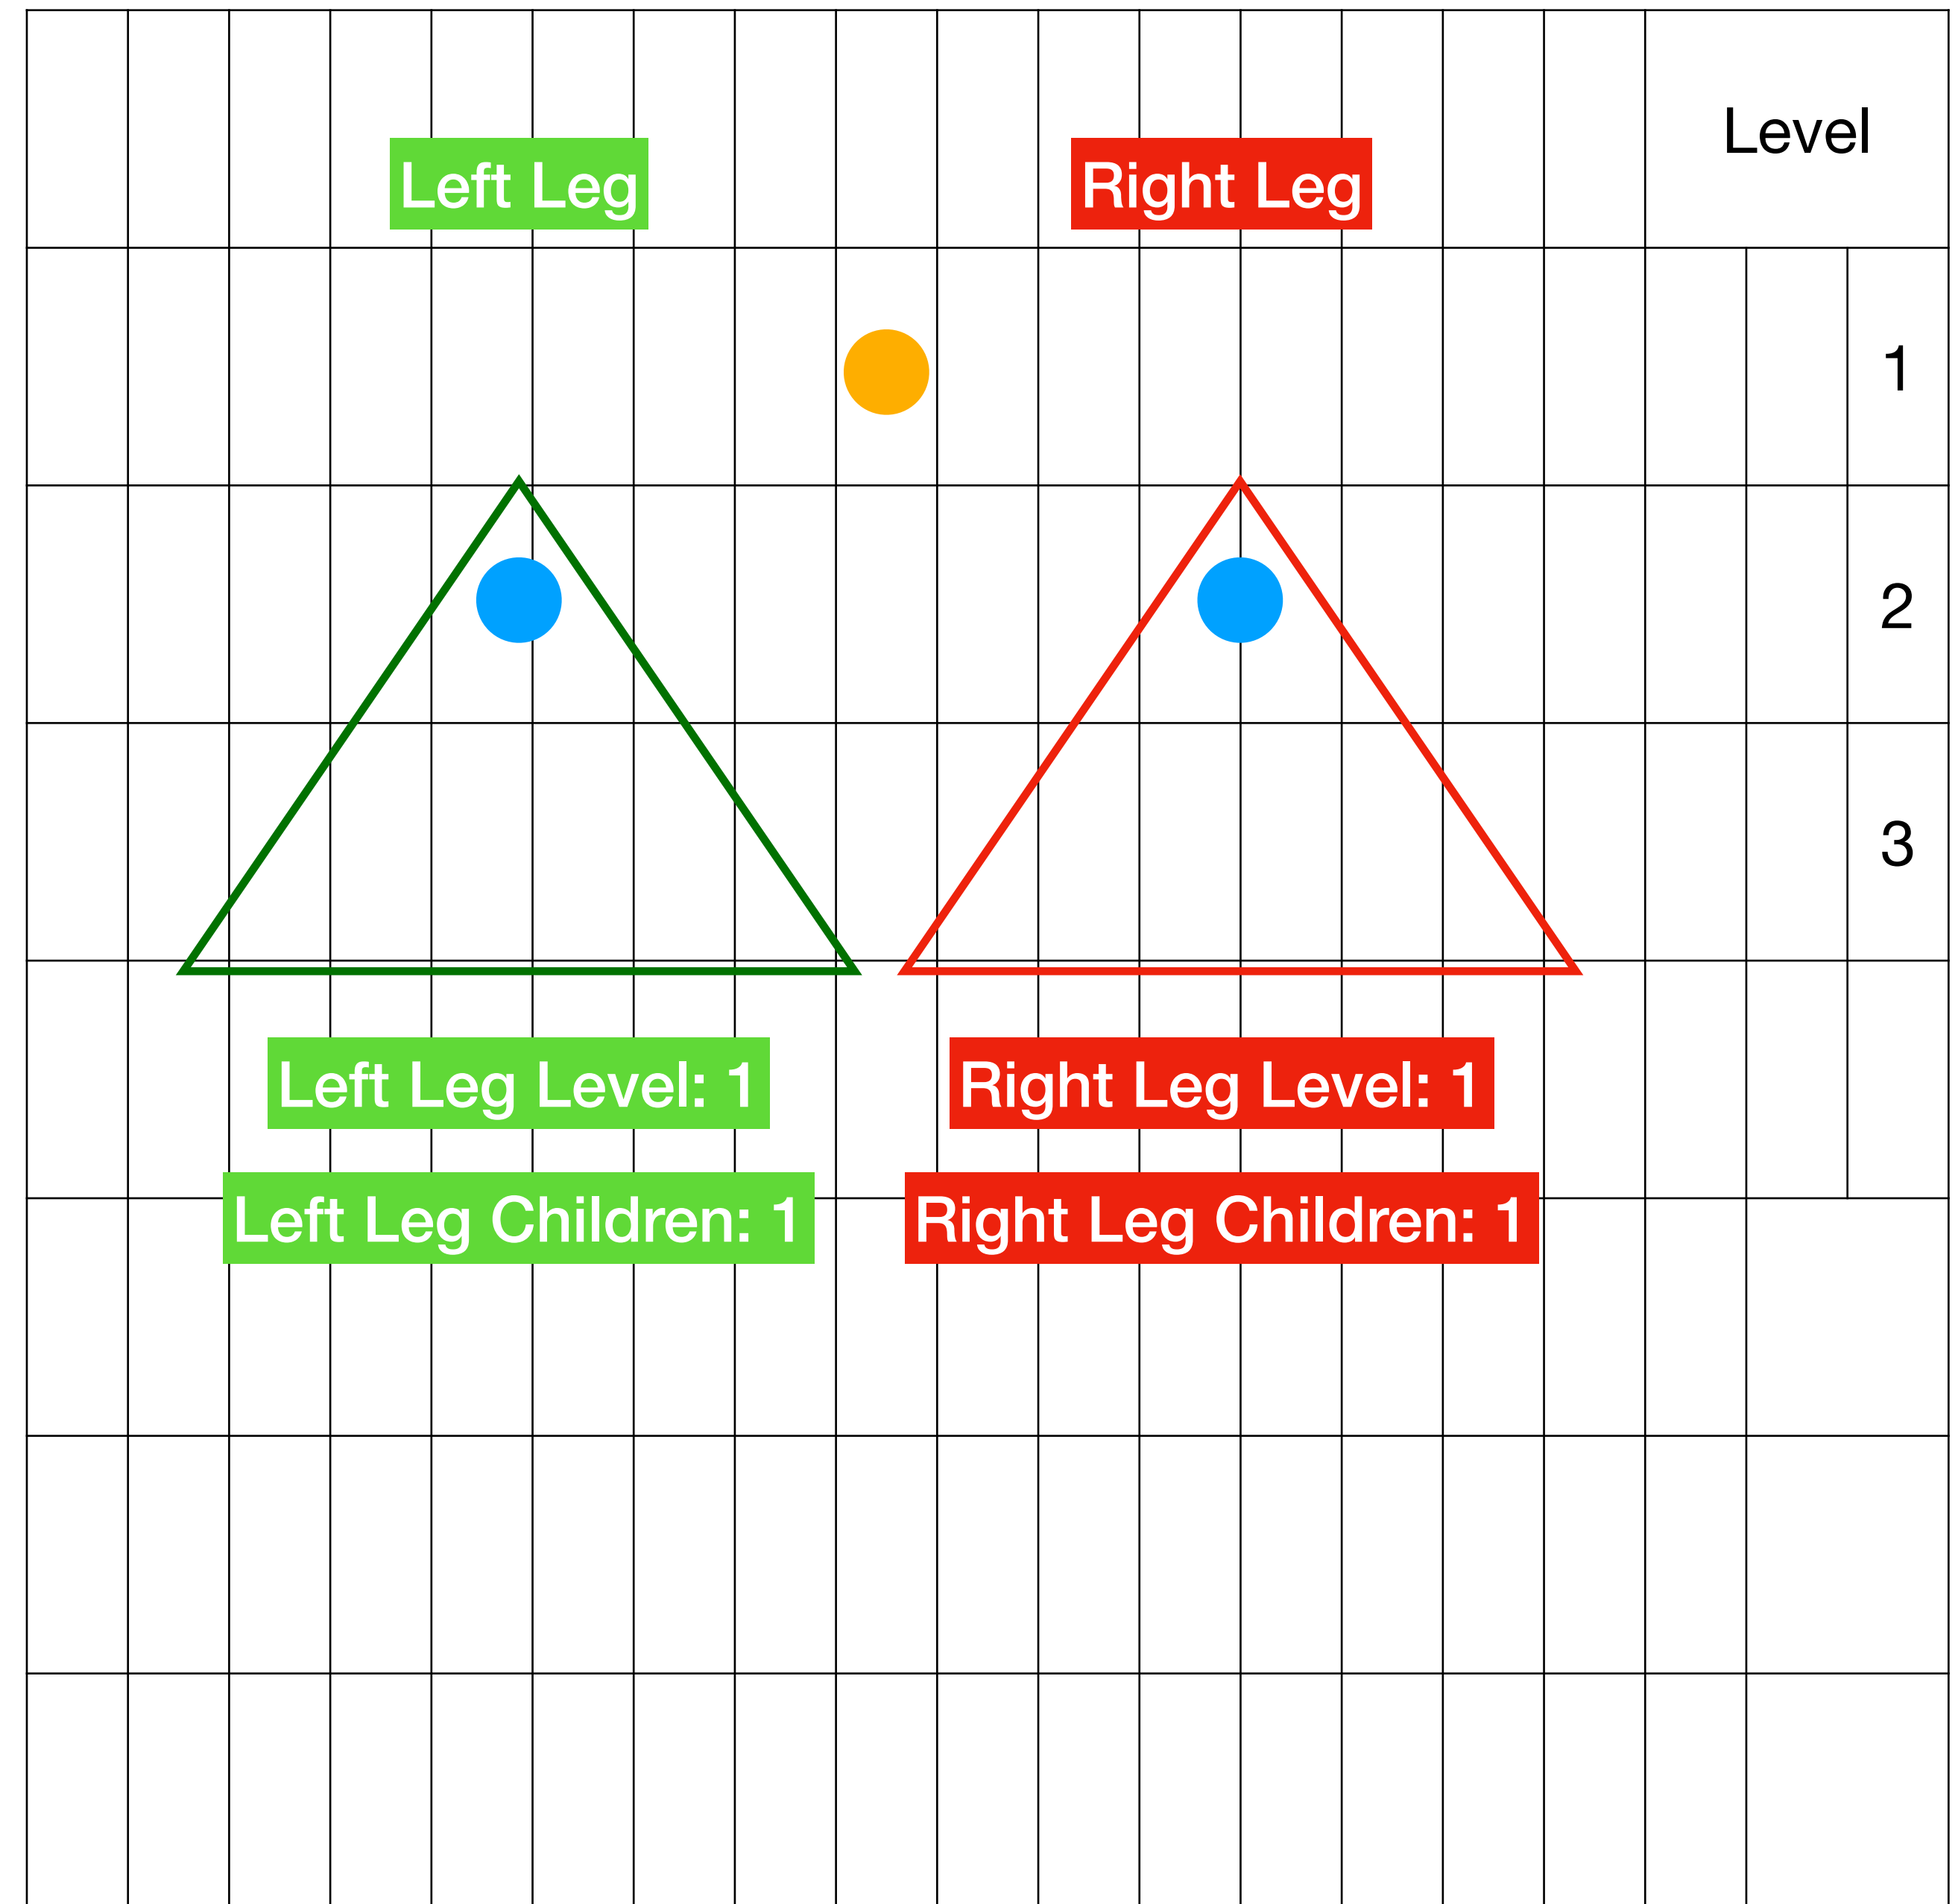 Level
Left Leg
Right Leg
1
2
3
Left Leg Level: 1
Right Leg Level: 1
Left Leg Children: 1
Right Leg Children: 1